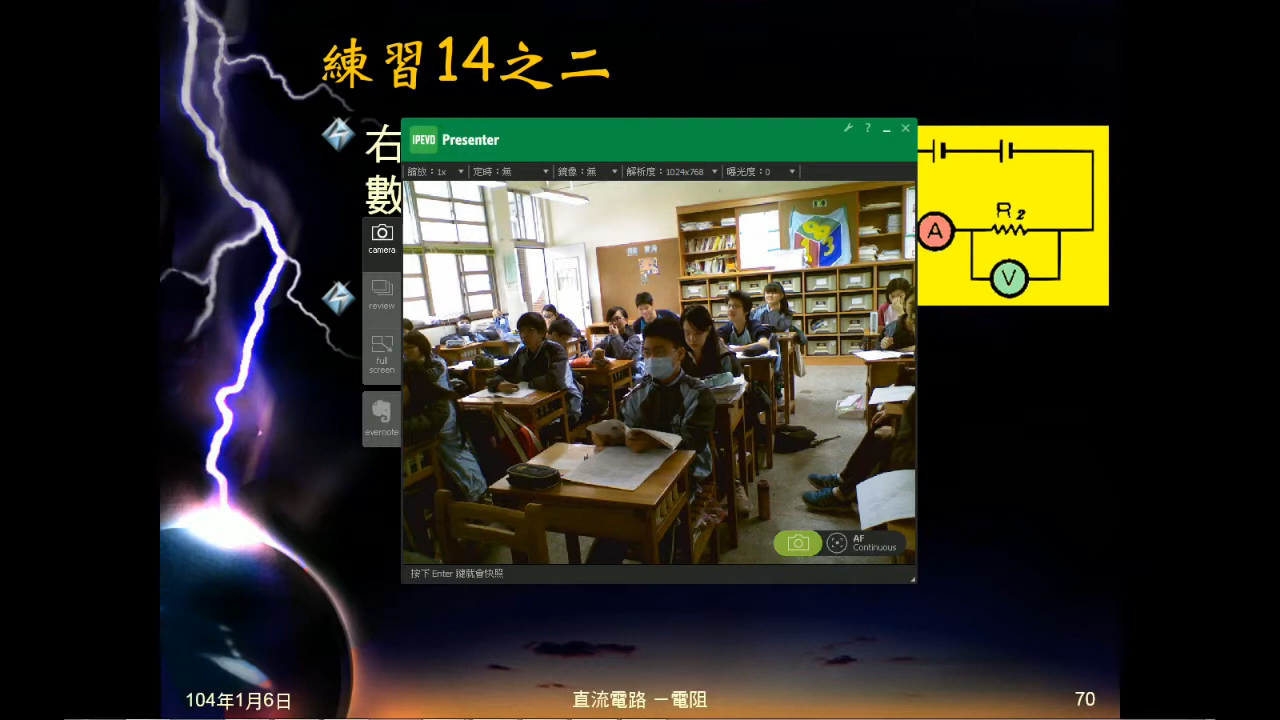 練習14之二
右
數
IPEVO Presenter
?
縮放：1x 定時：無 鏡像：無 解析度：1024x768 曝光度：0
camera
review
full
screen
evernote
R2
A
V
AF
Continuous
按下 Enter 鍵就會快照
104年1月6日
直流電路 －電阻
70